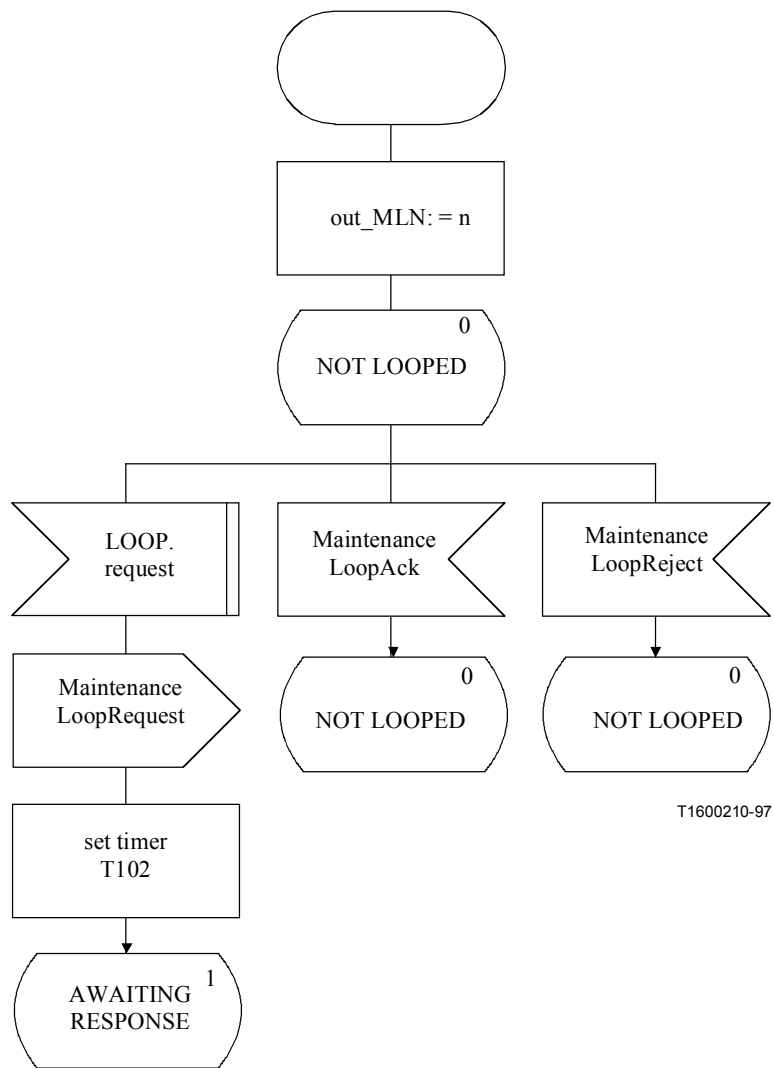 out_MLN: = n
0
NOT LOOPED
LOOP.
request
Maintenance
LoopAck
Maintenance
LoopReject
Maintenance
LoopRequest
0
NOT LOOPED
0
NOT LOOPED
T1600210-97
set timer
T102
1
AWAITING
RESPONSE